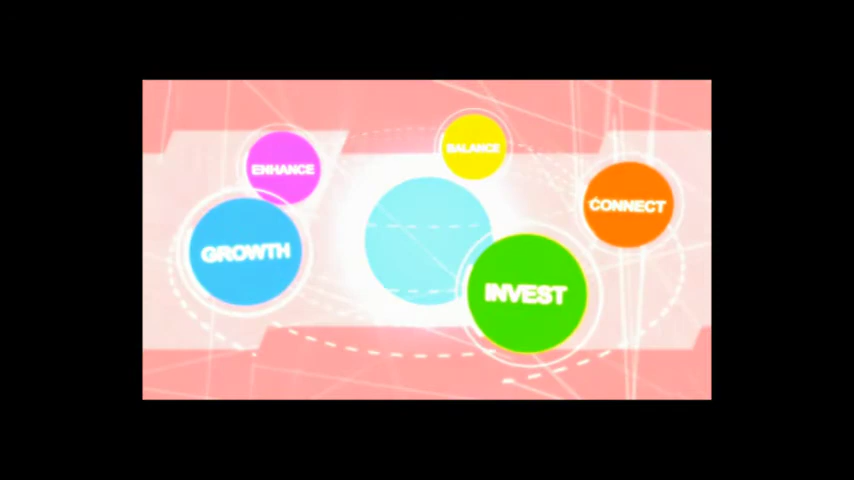 BALANCE
ENHANCE
CONNECT
GROWTH
INVEST